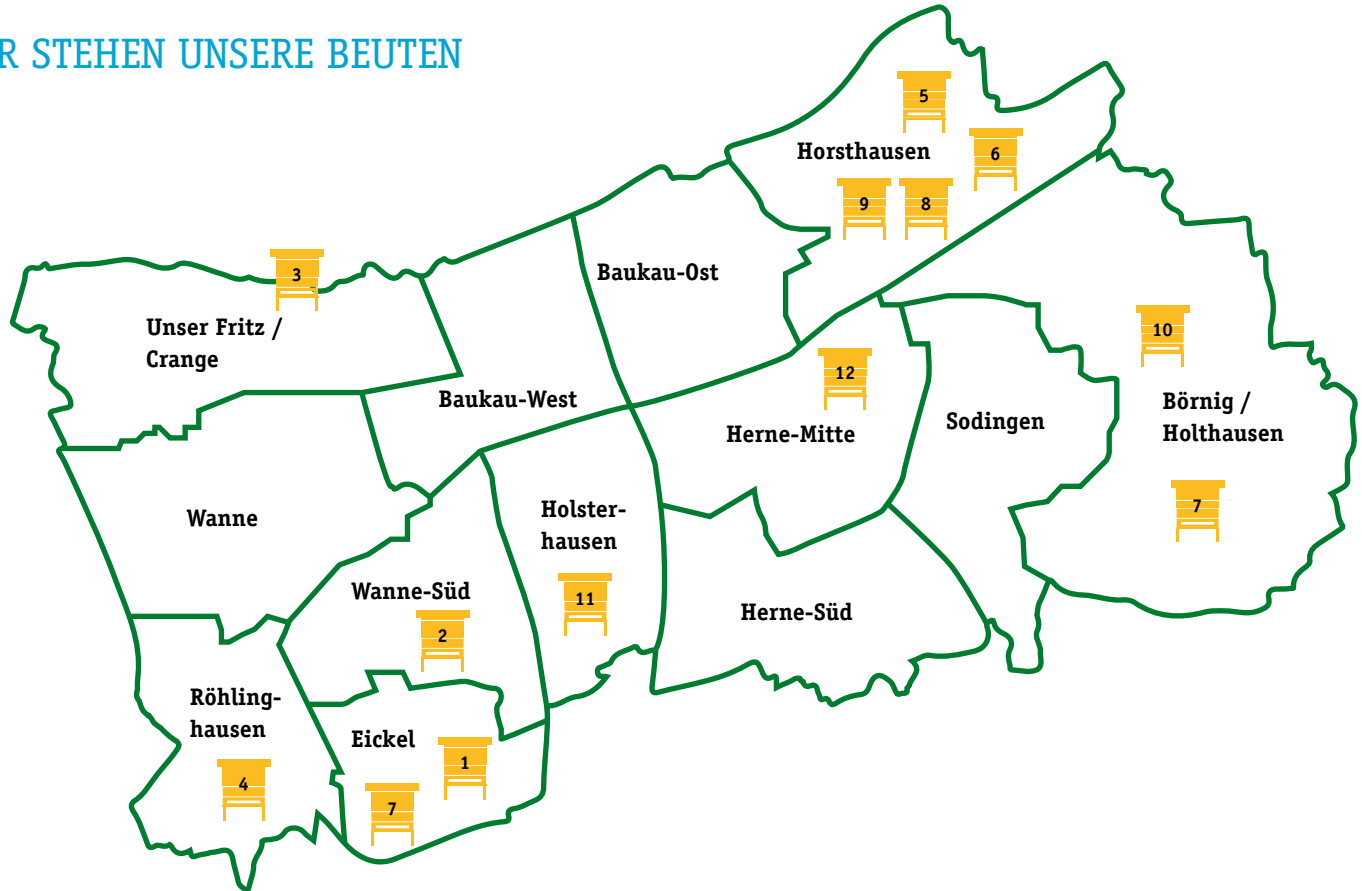 R STEHEN UNSERE BEUTEN
5
Horsthausen
6
9
8
3
Baukau-Ost
Unser Fritz /
Crange
10
12
Baukau-West
Börnig /
Holthausen
Herne-Mitte
Sodingen
7
Wanne
Holster-
hausen
Wanne-Süd
11
Herne-Süd
2
Röhling-
hausen
Eickel
1
4
7